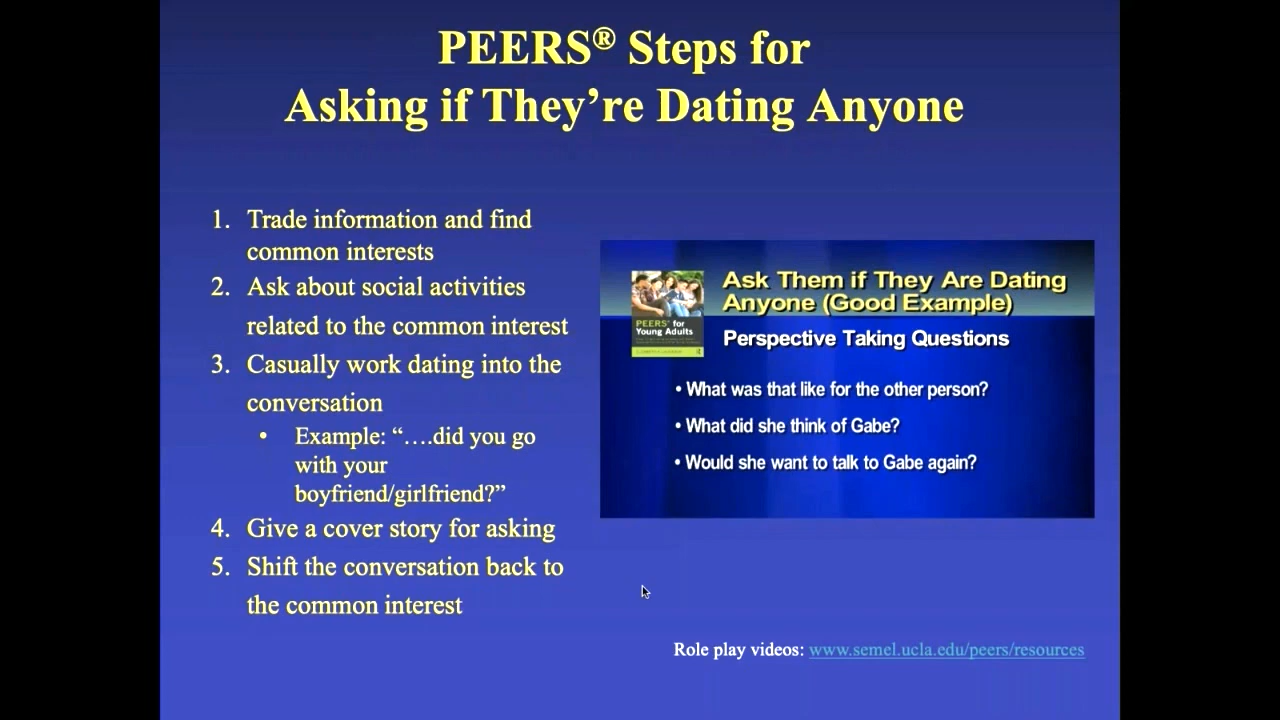 PEERS® Steps for
Asking if They’re Dating Anyone
1. Trade information and find
common interests
2. Ask about social activities
related to the common interest
3. Casually work dating into the
conversation
• Example: “….did you go
with your
boyfriend/girlfriend?”
4. Give a cover story for asking
5. Shift the conversation back to
the common interest
Ask Them if They Are Dating
Anyone (Good Example)
PEERS® for
Young Adults
Perspective Taking Questions
• What was that like for the other person?
• What did she think of Gabe?
• Would she want to talk to Gabe again?
Role play videos: www.semel.ucla.edu/peers/resources